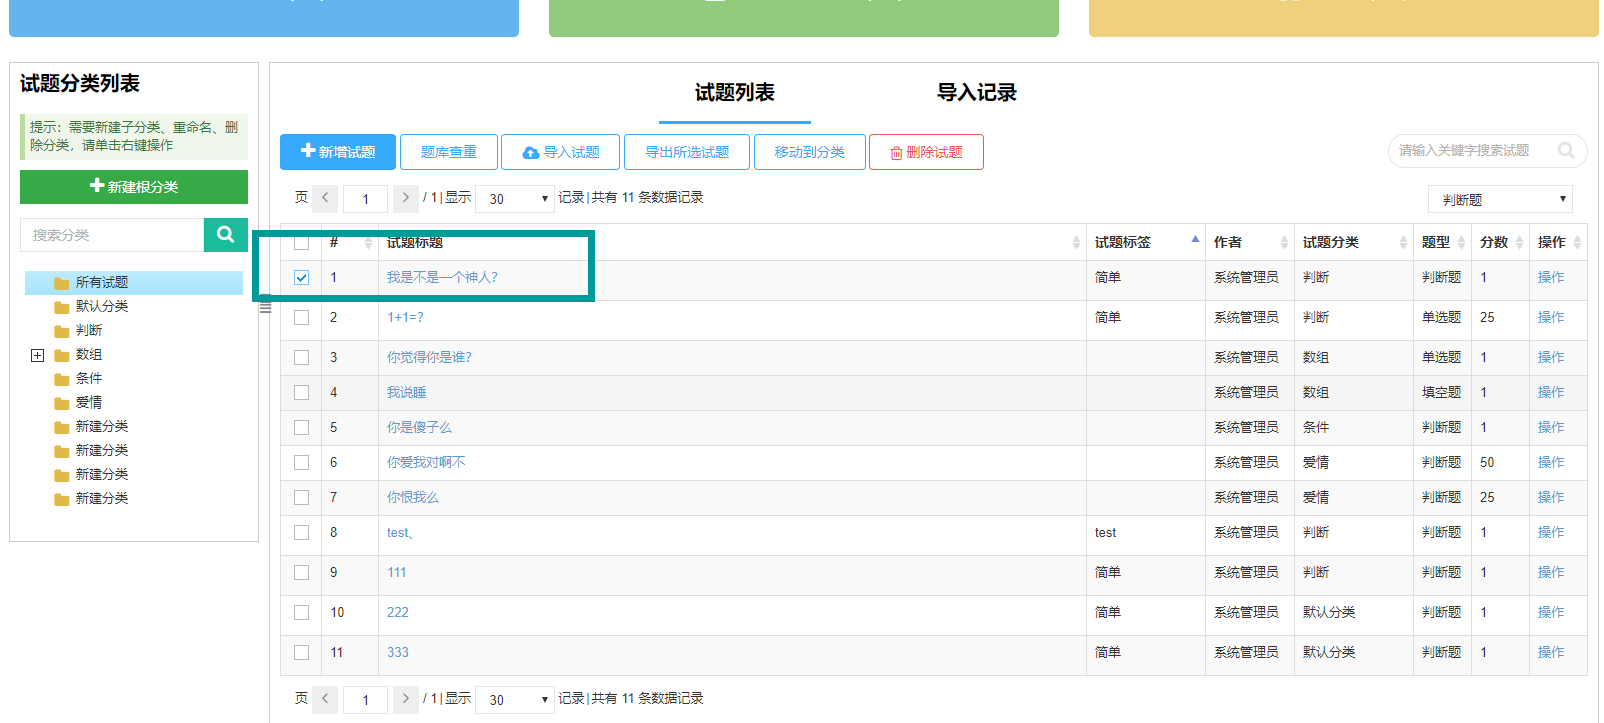 试题分类列表
提示：需要新建子分类、重命名、删
除分类，请单击右键操作
新建根分类
搜索分类
所有试题
默认分类
判断
数组
条件
爱情
新建分类
新建分类
新建分类
新建分类
试题列表 导入记录
新增试题 题库查重 导入试题 导出所选试题 移动到分类 删除试题 请输入关键字搜索试题
页 1 / 1|显示 30 记录|共有 11 条数据记录 判断题
# 试题标题 试题标签 作者 试题分类 题型 分数 操作
1 我是不是一个神人? 简单 系统管理员 判断 判断题 1 操作
2 1+1=? 简单 系统管理员 判断 单选题 25 操作
3 你觉得你是谁? 系统管理员 数组 单选题 1 操作
4 我说睡 系统管理员 数组 填空题 1 操作
5 你是傻子么 系统管理员 条件 判断题 1 操作
6 你爱我对啊不 系统管理员 爱情 判断题 50 操作
7 你恨我么 系统管理员 爱情 判断题 25 操作
8 test、 test 系统管理员 判断 判断题 1 操作
9 111 简单 系统管理员 判断 判断题 1 操作
10 222 简单 系统管理员 默认分类 判断题 1 操作
11 333 简单 系统管理员 默认分类 判断题 1 操作
页 1 / 1|显示 30 记录|共有 11 条数据记录